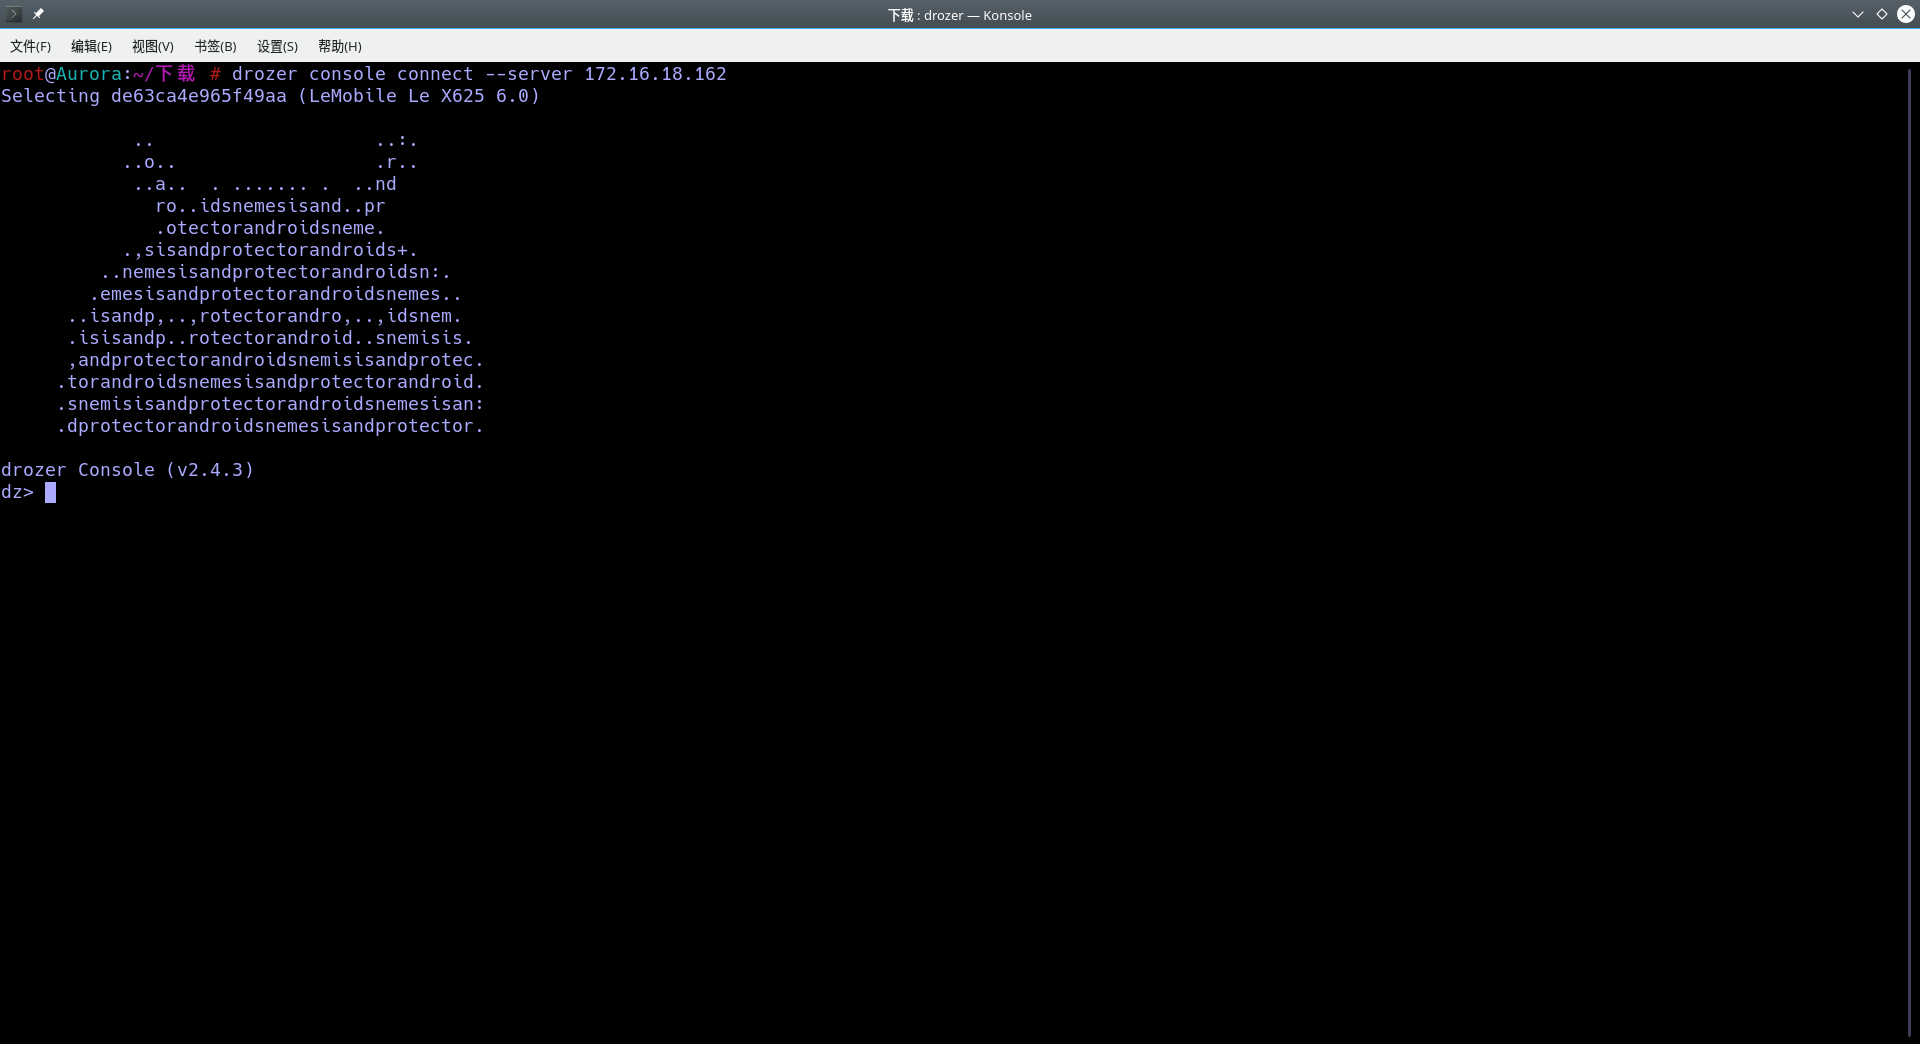 下载 : drozer — Konsole
文件(F) 编辑(E) 视图(V) 书签(B) 设置(S) 帮助(H)
root@Aurora:~/下载 # drozer console connect --server 172.16.18.162
Selecting de63ca4e965f49aa (LeMobile Le X625 6.0)
            ..                    ..:.
           ..o..                  .r..
            ..a..  . ....... .  ..nd
              ro..idsnemesisand..pr
              .otectorandroidsneme.
           .,sisandprotectorandroids+.
         ..nemesisandprotectorandroidsn:.
        .emesisandprotectorandroidsnemes..
      ..isandp,..,rotectorandro,..,idsnem.
      .isisandp..rotectorandroid..snemisis.
      ,andprotectorandroidsnemisisandprotec.
     .torandroidsnemesisandprotectorandroid.
     .snemisisandprotectorandroidsnemesisan:
     .dprotectorandroidsnemesisandprotector.
drozer Console (v2.4.3)
dz>